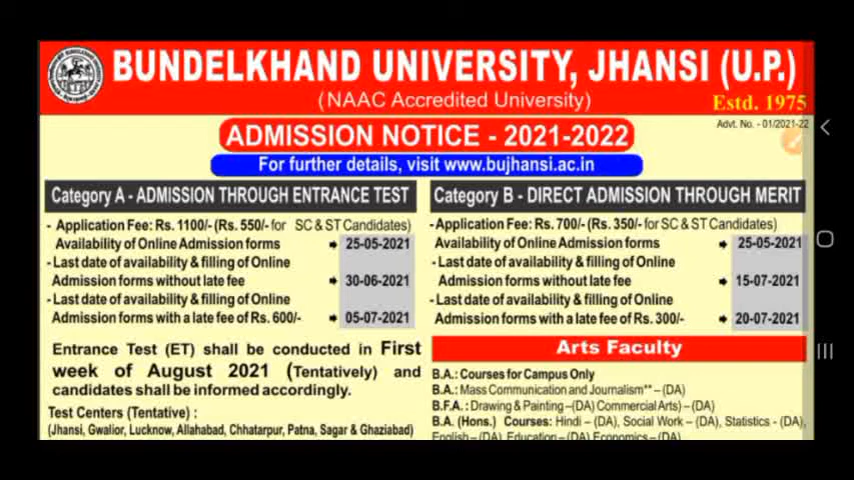 BUNDELKHAND UNIVERSITY, JHANSI (U.P.)
(NAAC Accredited University)
Estd. 1975
Advt. No. - 01/2021-22
ADMISSION NOTICE - 2021-2022
For further details, visit www.bujhansi.ac.in
Category A - ADMISSION THROUGH ENTRANCE TEST
- Application Fee: Rs. 1100/- (Rs. 550/- for SC & ST Candidates)
Availability of Online Admission forms ➔ 25-05-2021
- Last date of availability & filling of Online
Admission forms without late fee ➔ 30-06-2021
- Last date of availability & filling of Online
Admission forms with a late fee of Rs. 600/- ➔ 05-07-2021
Entrance Test (ET) shall be conducted in First
week of August 2021 (Tentatively) and
candidates shall be informed accordingly.
Test Centers (Tentative) :
(Jhansi, Gwalior, Lucknow, Allahabad, Chhatarpur, Patna, Sagar & Ghaziabad)
Category B - DIRECT ADMISSION THROUGH MERIT
- Application Fee: Rs. 700/- (Rs. 350/- for SC & ST Candidates)
Availability of Online Admission forms ➔ 25-05-2021
- Last date of availability & filling of Online
Admission forms without late fee ➔ 15-07-2021
- Last date of availability & filling of Online
Admission forms with a late fee of Rs. 300/- ➔ 20-07-2021
Arts Faculty
B.A.: Courses for Campus Only
B.A.: Mass Communication and Journalism** – (DA)
B.F.A.: Drawing & Painting –(DA) Commercial Arts) – (DA)
B.A. (Hons.) Courses: Hindi – (DA), Social Work – (DA), Statistics - (DA),
English – (DA), Education – (DA) Economics – (DA)